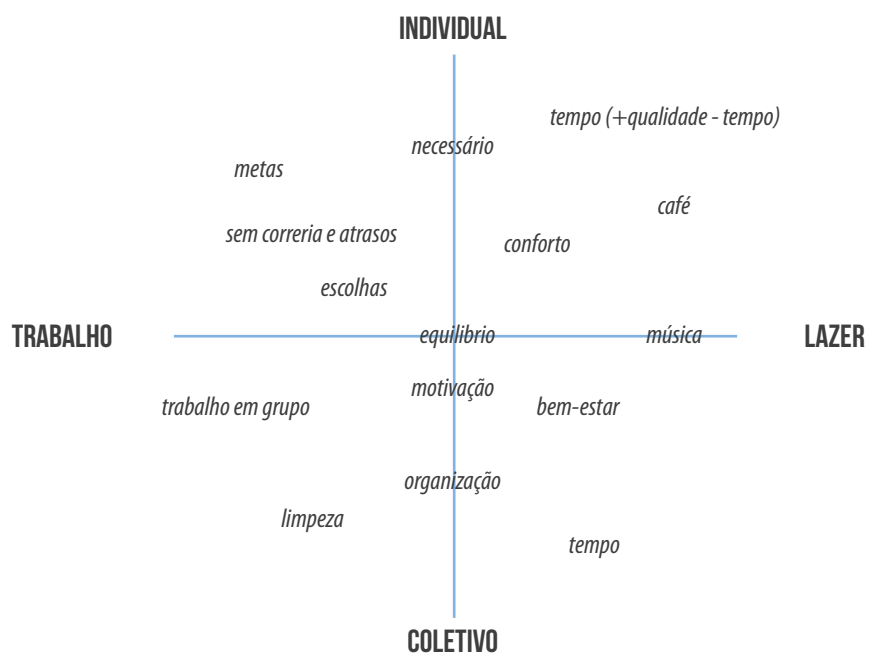 INDIVIDUAL
tempo (+qualidade - tempo)
necessário
metas
café
sem correria e atrasos
conforto
escolhas
TRABALHO
equilibrio
música
LAZER
motivação
trabalho em grupo
bem-estar
organização
limpeza
tempo
COLETIVO